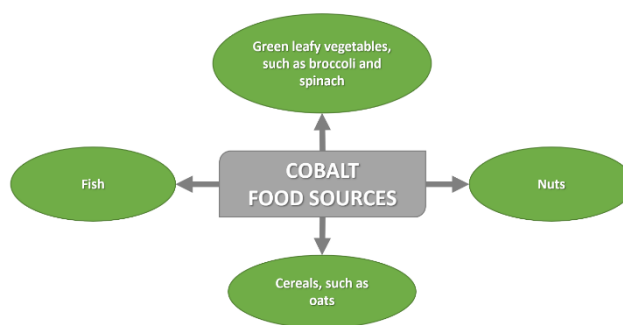 Green leafy vegetables,
such as broccoli and
spinach
Fish
COBALT
FOOD SOURCES
Nuts
Cereals, such as
oats